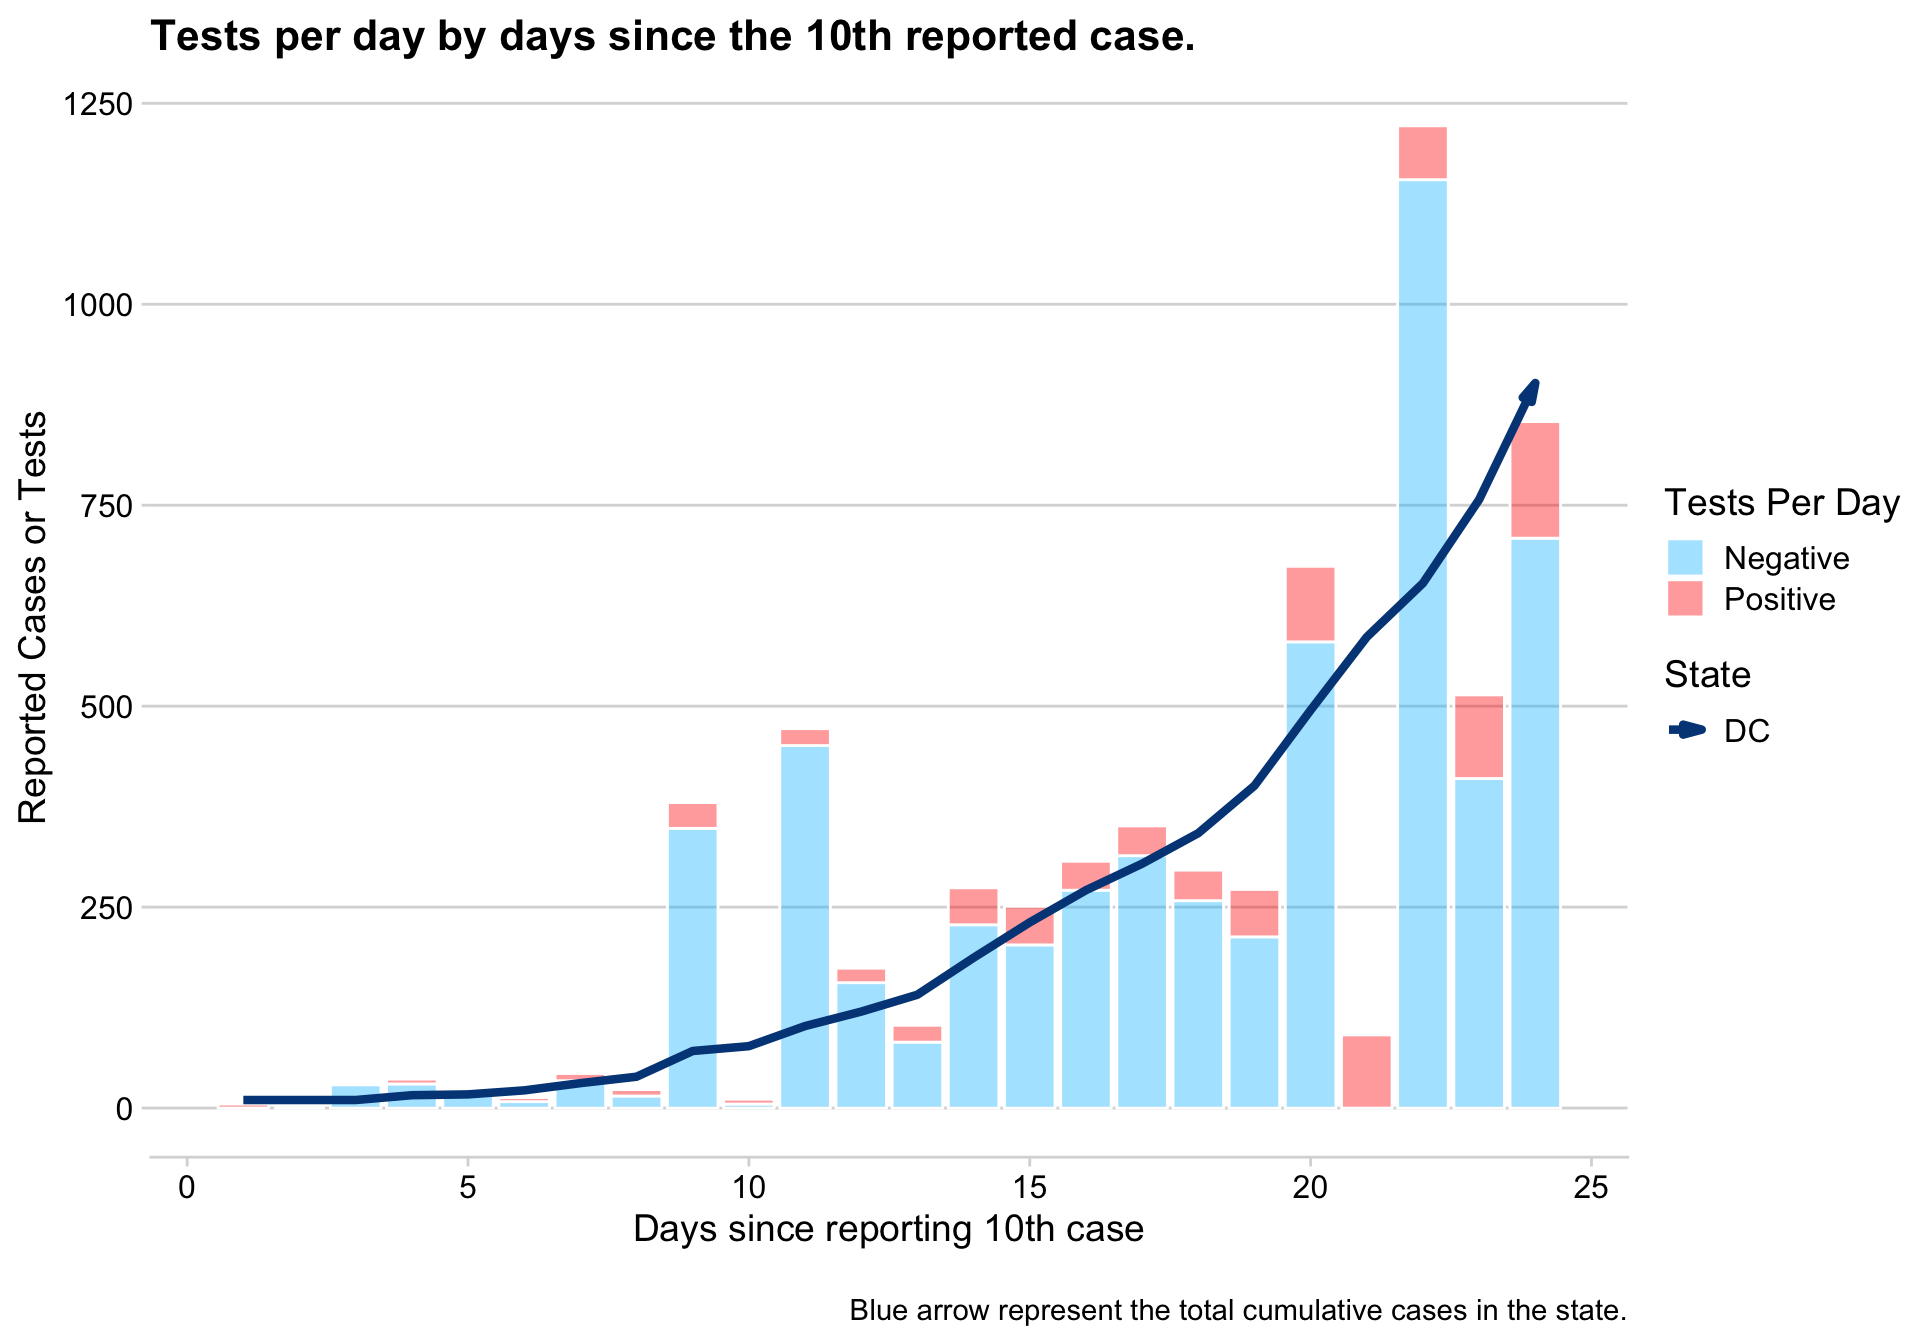 Tests per day by days since the 10th reported case.
1250
1000
750
500
250
0
Reported Cases or Tests
0 5 10 15 20 25
Days since reporting 10th case
Tests Per Day
Negative
Positive
State
DC
Blue arrow represent the total cumulative cases in the state.